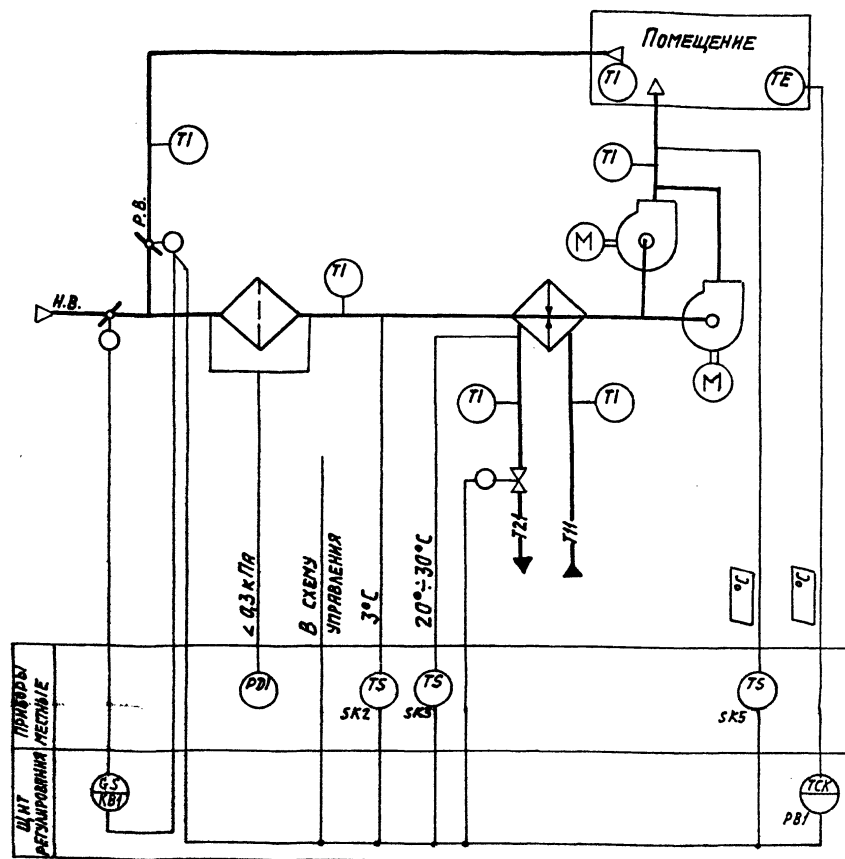 ПОМЕЩЕНИЕ
TI
TE
TI
TI
Р.В.
M
TI
Н.В.
M
TI
TI
T21
T11
< 0,3 кПа
В СХЕМУ
УПРАВЛЕНИЯ
3°C
20°÷30°C
°C
°C
ПРИБОРЫ
МЕСТНЫЕ
PDI
TS
SK2
TS
SK3
TS
SK5
ЩИТ
РЕГУЛИРОВАНИЯ
GS
KB1
TCK
PB1